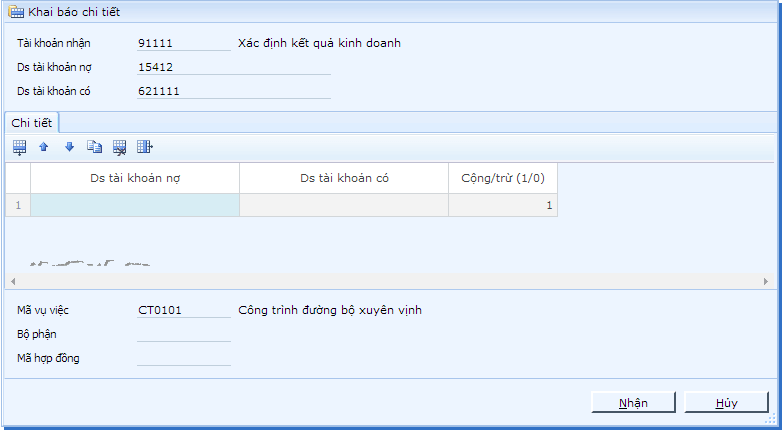 Khai báo chi tiết
Tài khoản nhận 91111 Xác định kết quả kinh doanh
Ds tài khoản nợ 15412
Ds tài khoản có 621111
Chi tiết
Ds tài khoản nợ Ds tài khoản có Cộng/trừ (1/0)
1 1
Mã vụ việc CT0101 Công trình đường bộ xuyên vịnh
Bộ phận
Mã hợp đồng
Nhận Hủy